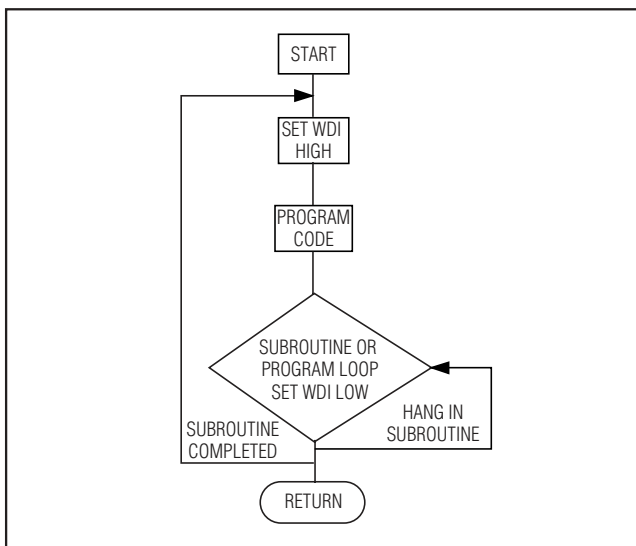 START
SET WDI
HIGH
PROGRAM
CODE
SUBROUTINE OR
PROGRAM LOOP
SET WDI LOW
HANG IN
SUBROUTINE
SUBROUTINE
COMPLETED
RETURN